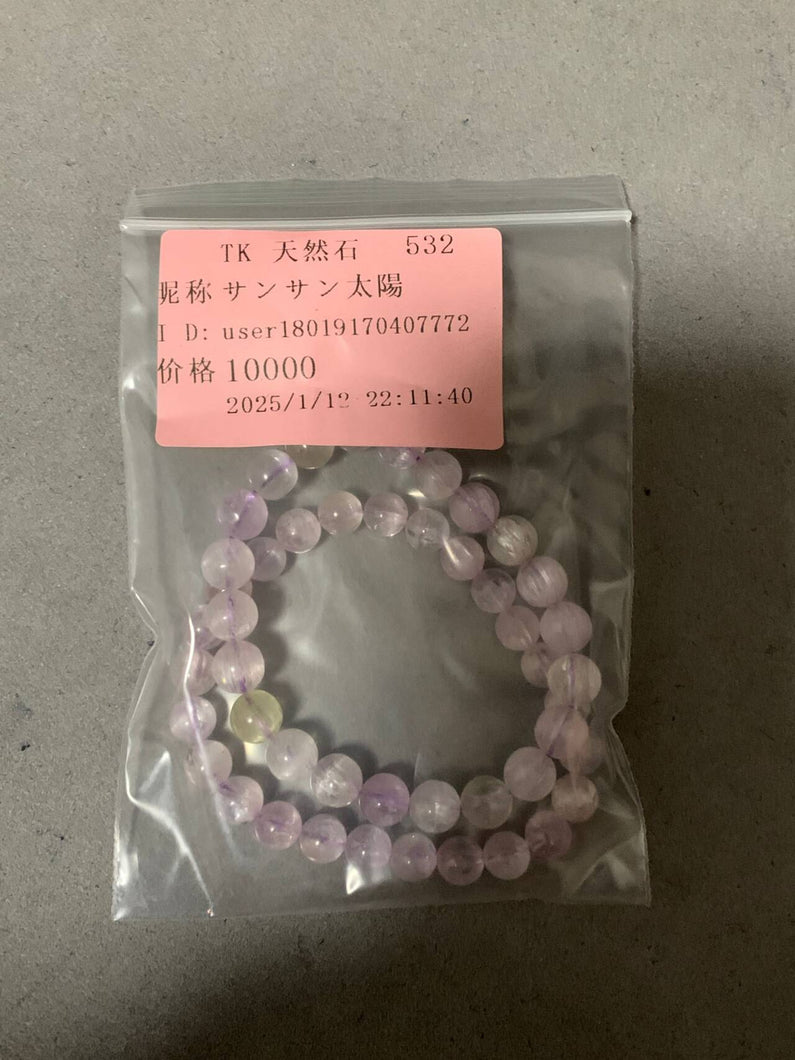 TK 天然石 532
昵称 サンサン太陽
I D: user18019170407772
价格 10000
2025/1/12 22:11:40